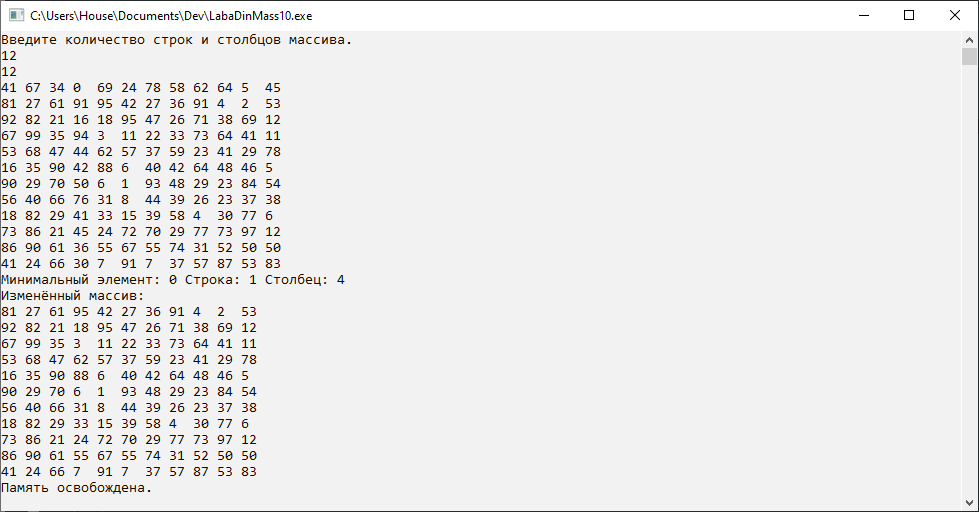 C:\Users\House\Documents\Dev\LabaDinMass10.exe
Введите количество строк и столбцов массива.
12
12
41 67 34 0  69 24 78 58 62 64 5  45
81 27 61 91 95 42 27 36 91 4  2  53
92 82 21 16 18 95 47 26 71 38 69 12
67 99 35 94 3  11 22 33 73 64 41 11
53 68 47 44 62 57 37 59 23 41 29 78
16 35 90 42 88 6  40 42 64 48 46 5
90 29 70 50 6  1  93 48 29 23 84 54
56 40 66 76 31 8  44 39 26 23 37 38
18 82 29 41 33 15 39 58 4  30 77 6
73 86 21 45 24 72 70 29 77 73 97 12
86 90 61 36 55 67 55 74 31 52 50 50
41 24 66 30 7  91 7  37 57 87 53 83
Минимальный элемент: 0 Строка: 1 Столбец: 4
Изменённый массив:
81 27 61 95 42 27 36 91 4  2  53
92 82 21 18 95 47 26 71 38 69 12
67 99 35 3  11 22 33 73 64 41 11
53 68 47 62 57 37 59 23 41 29 78
16 35 90 88 6  40 42 64 48 46 5
90 29 70 6  1  93 48 29 23 84 54
56 40 66 31 8  44 39 26 23 37 38
18 82 29 33 15 39 58 4  30 77 6
73 86 21 24 72 70 29 77 73 97 12
86 90 61 55 67 55 74 31 52 50 50
41 24 66 7  91 7  37 57 87 53 83
Память освобождена.